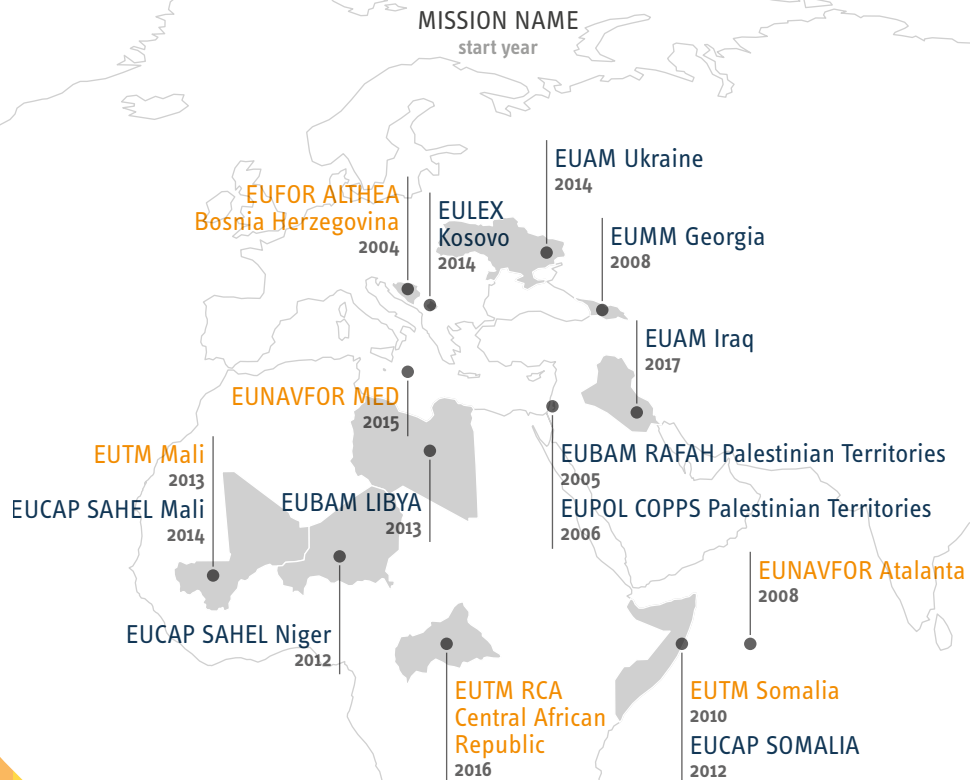 MISSION NAME
start year
EUAM Ukraine
2014
EUFOR ALTHEA
Bosnia Herzegovina
2004
EULEX
Kosovo
2014
EUMM Georgia
2008
EUAM Iraq
2017
EUNAVFOR MED
2015
EUTM Mali
2013
EUCAP SAHEL Mali
2014
EUBAM LIBYA
2013
EUBAM RAFAH Palestinian Territories
2005
EUPOL COPPS Palestinian Territories
2006
EUNAVFOR Atalanta
2008
EUCAP SAHEL Niger
2012
EUTM RCA
Central African
Republic
2016
EUTM Somalia
2010
EUCAP SOMALIA
2012